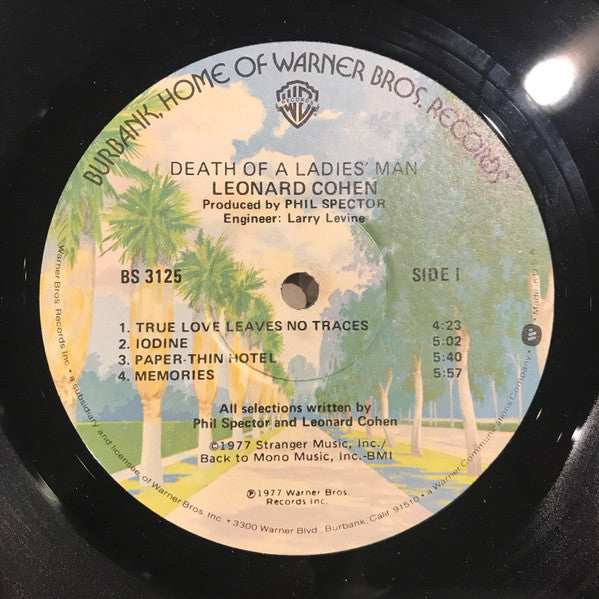 BURBANK, HOME OF WARNER BROS. RECORDS
RECORDS
DEATH OF A LADIES' MAN
LEONARD COHEN
Produced by PHIL SPECTOR
Engineer: Larry Levine
BS 3125
SIDE I
1. TRUE LOVE LEAVES NO TRACES 4:23
2. IODINE 5:02
3. PAPER-THIN HOTEL 5:40
4. MEMORIES 5:57
All selections written by
Phil Spector and Leonard Cohen
©1977 Stranger Music, Inc./
Back to Mono Music, Inc.-BMI
℗1977 Warner Bros.
Records Inc.
Warner Bros. Records Inc. • a subsidiary and licensee of Warner Bros. Inc. • 3300 Warner Blvd., Burbank, Calif. 91510 • a Warner Communications Company • Made in U.S.A.